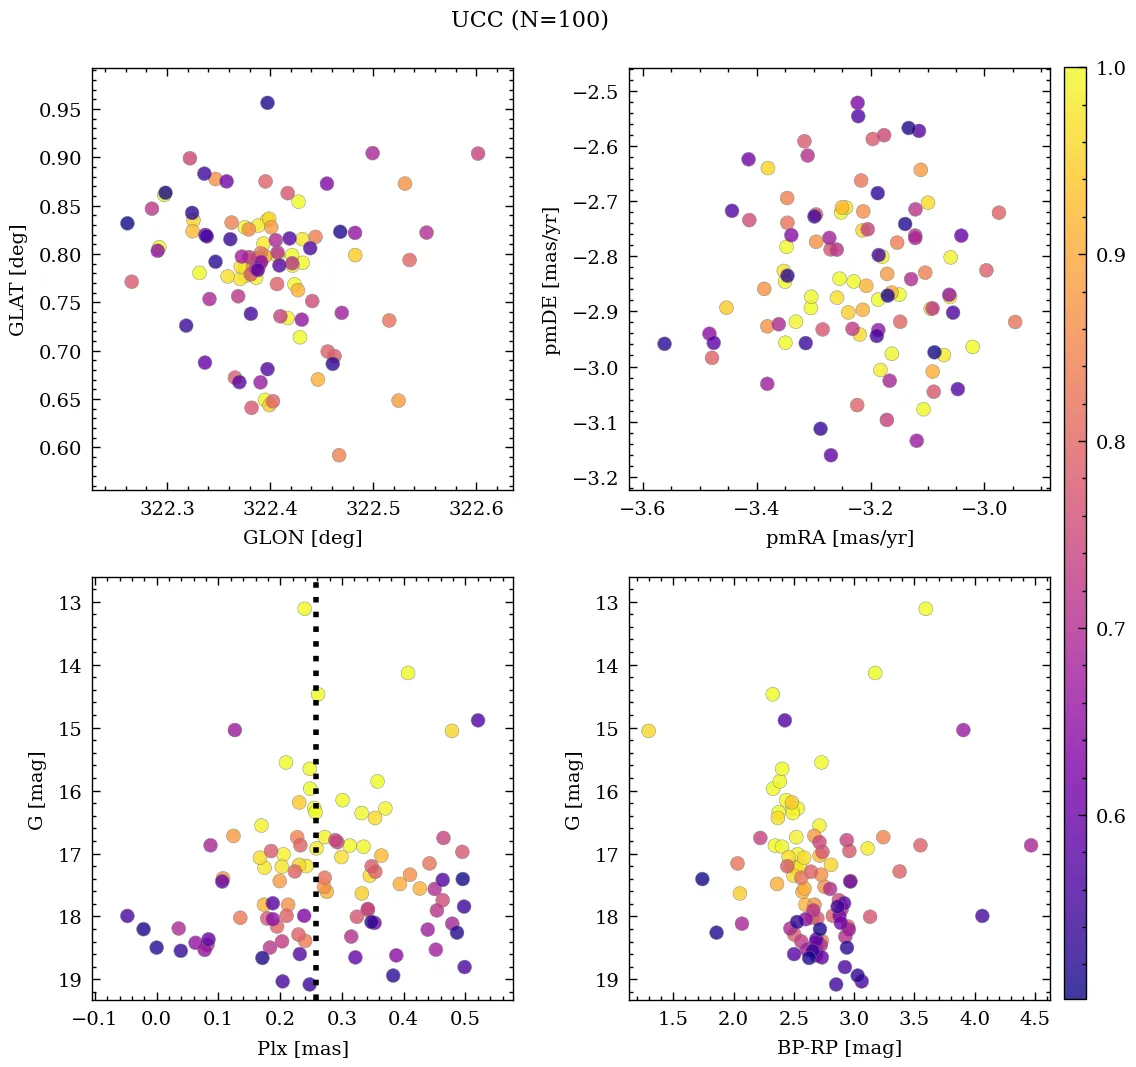 UCC (N=100)
0.95
0.90
0.85
0.80
0.75
0.70
0.65
0.60
GLAT [deg]
322.3 322.4 322.5 322.6
GLON [deg]
−2.5
−2.6
−2.7
−2.8
−2.9
−3.0
−3.1
−3.2
pmDE [mas/yr]
−3.6 −3.4 −3.2 −3.0
pmRA [mas/yr]
1.0
0.9
0.8
0.7
0.6
13
14
15
16
17
18
19
G [mag]
−0.1 0.0 0.1 0.2 0.3 0.4 0.5
Plx [mas]
13
14
15
16
17
18
19
G [mag]
1.5 2.0 2.5 3.0 3.5 4.0 4.5
BP-RP [mag]